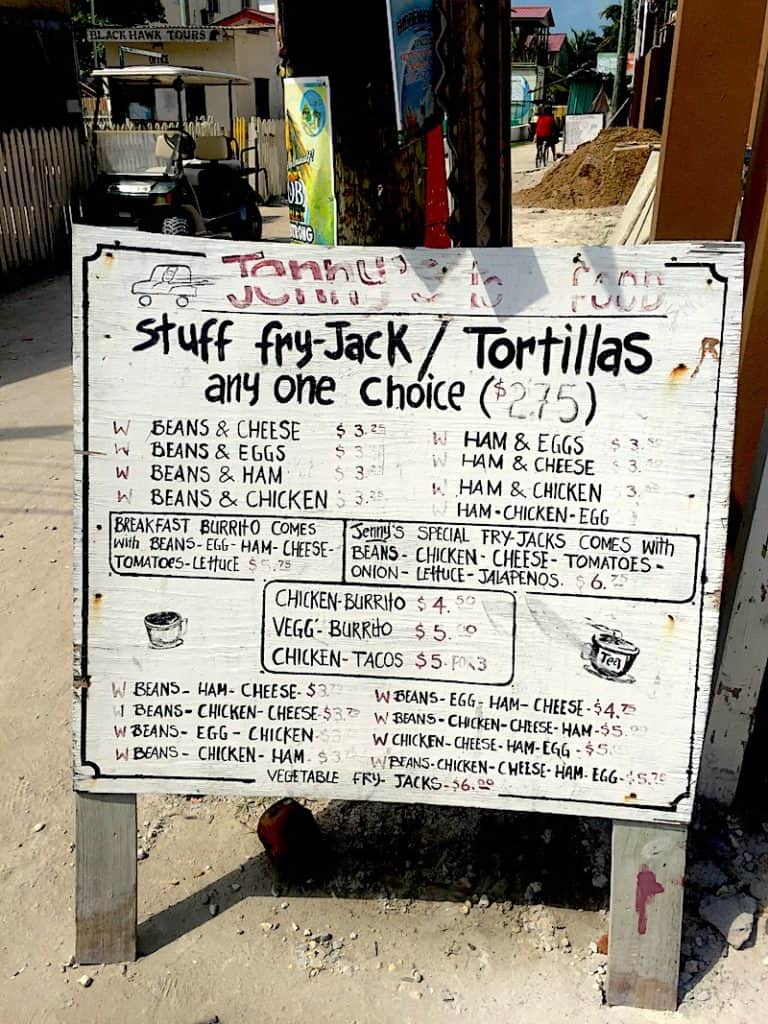 BLACK HAWK TOURS
Jenny's FOOD
Stuff fry-Jack / Tortillas
any one choice ($2.75)
W BEANS & CHEESE $3.25
W BEANS & EGGS $3.
W BEANS & HAM $3.
W BEANS & CHICKEN $3.25
W HAM & EGGS $3.
W HAM & CHEESE $3.
W HAM & CHICKEN $3.
W HAM-CHICKEN-EGG
BREAKFAST BURRITO COMES
with BEANS-EGG-HAM-CHEESE-
TOMATOES-Lettuce $5.75
Jenny's SPECIAL FRY-JACKS COMES with
BEANS-CHICKEN-CHEESE-TOMATOES-
ONION-Lettuce-JALAPENOS. $6.75
CHICKEN-BURRITO $4.50
VEGG'-BURRITO $5.00
CHICKEN-TACOS $5-FOR3
Tea
W BEANS-HAM-CHEESE-$3.75
W BEANS-CHICKEN-CHEESE-$3.75
W BEANS-EGG-CHICKEN-
W BEANS-CHICKEN-HAM-$3
W BEANS-EGG-HAM-CHEESE-$4.75
W BEANS-CHICKEN-CHEESE-HAM-$5.00
W CHICKEN-CHEESE-HAM-EGG-$5.
W BEANS-CHICKEN-CHEESE-HAM-EGG-$5.75
VEGETABLE FRY-JACKS-$6.00